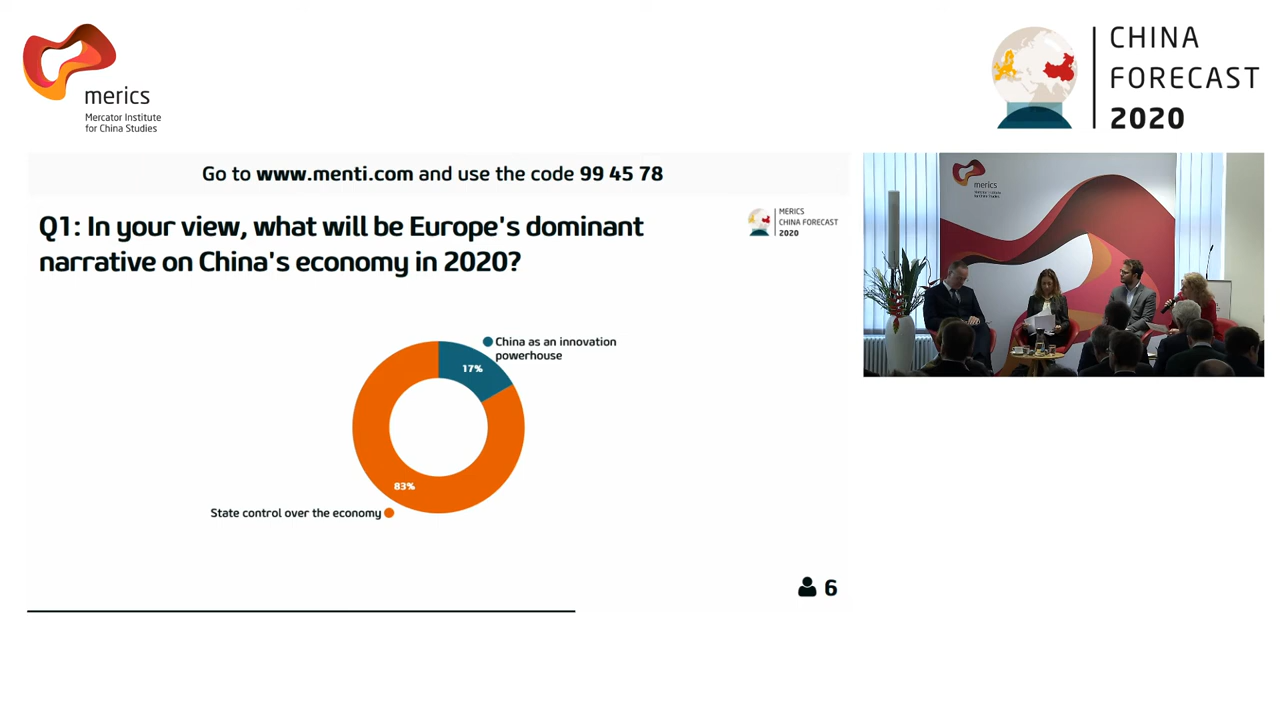 merics
Mercator Institute
for China Studies
CHINA
FORECAST
2020
Go to www.menti.com and use the code 99 45 78
Q1: In your view, what will be Europe's dominant
narrative on China's economy in 2020?
MERICS
CHINA FORECAST
2020
China as an innovation
powerhouse
17%
83%
State control over the economy
6
merics